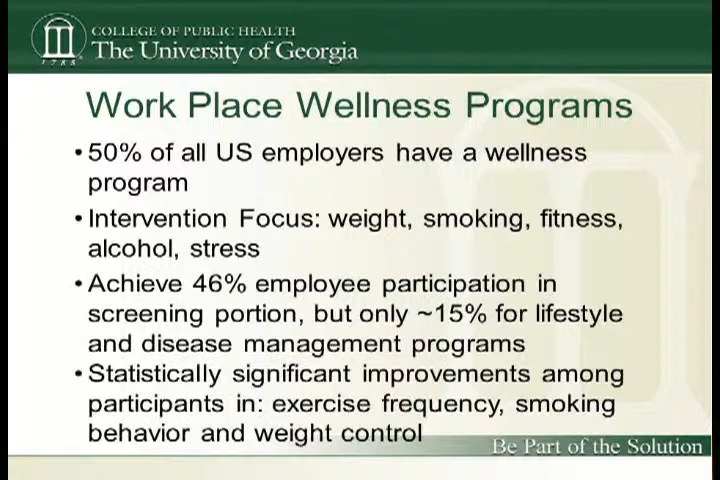 COLLEGE OF PUBLIC HEALTH
The University of Georgia
1785
Work Place Wellness Programs
• 50% of all US employers have a wellness
program
• Intervention Focus: weight, smoking, fitness,
alcohol, stress
• Achieve 46% employee participation in
screening portion, but only ~15% for lifestyle
and disease management programs
• Statistically significant improvements among
participants in: exercise frequency, smoking
behavior and weight control
Be Part of the Solution